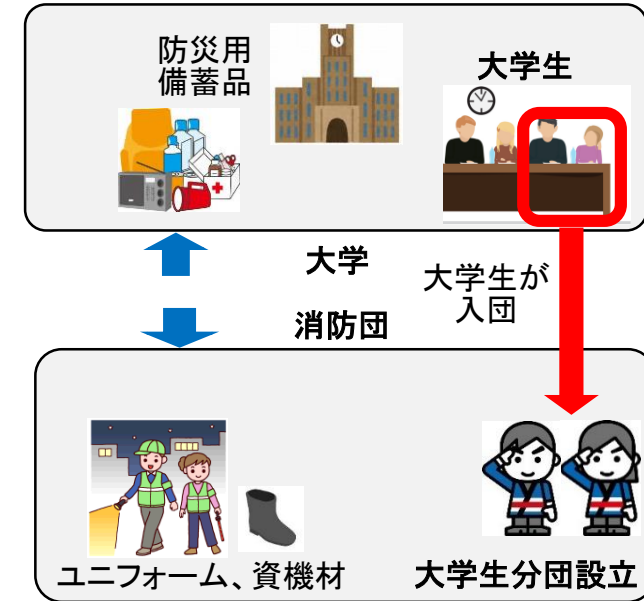 防災用
備蓄品
大学生
大学
消防団
大学生が
入団
ユニフォーム、資機材
大学生分団設立